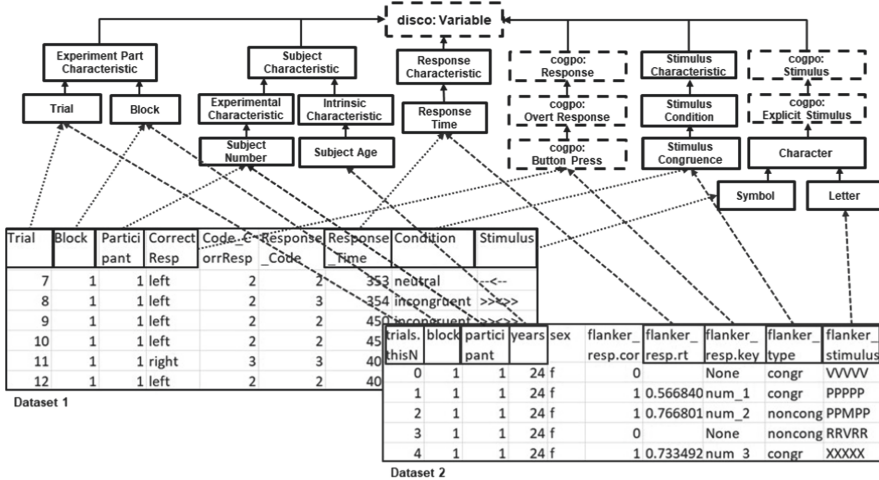 disco: Variable
Experiment Part
Characteristic
Subject
Characteristic
Response
Characteristic
cogpo:
Response
Stimulus
Characteristic
cogpo:
Stimulus
Trial
Block
Experimental
Characteristic
Intrinsic
Characteristic
Response
Time
cogpo:
Overt Response
Stimulus
Condition
cogpo:
Explicit Stimulus
Subject
Number
Subject Age
cogpo:
Button Press
Stimulus
Congruence
Character
Symbol
Letter
Trial Block Partici Correct Code_C Response Response Condition Stimulus
pant Resp orrResp _Code _Time
7 1 1 left 2 2 353 neutral --<--
8 1 1 left 2 3 354 incongruent >><>>
9 1 1 left 2 2 450 incongruent >><>>
10 1 1 left 2 2 45
11 1 1 right 3 3 40
12 1 1 left 2 2 40
Dataset 1
trials. block partici years sex flanker_ flanker_ flanker_ flanker_ flanker_
thisN pant resp.cor resp.rt resp.key type stimulus
0 1 1 24 f 0 None congr VVVVV
1 1 1 24 f 1 0.566840 num_1 congr PPPPP
2 1 1 24 f 1 0.766801 num_2 noncong PPMPP
3 1 1 24 f 0 None noncong RRVRR
4 1 1 24 f 1 0.733492 num_3 congr XXXXX
Dataset 2